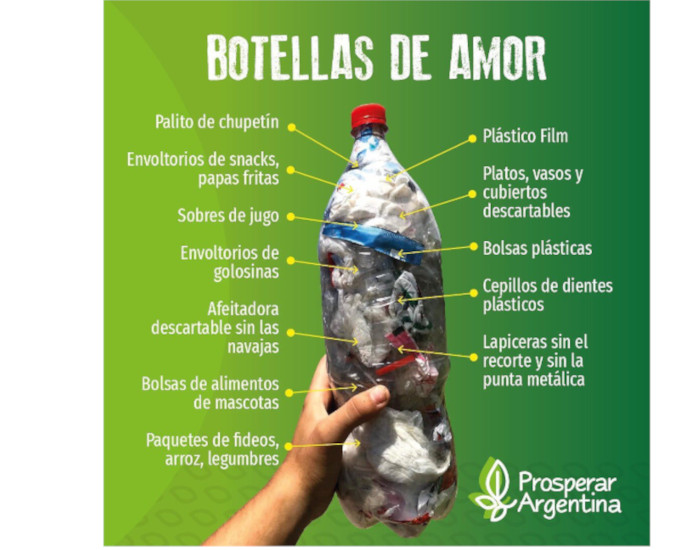 BOTELLAS DE AMOR
Palito de chupetín
Envoltorios de snacks,
papas fritas
Sobres de jugo
Envoltorios de
golosinas
Afeitadora
descartable sin las
navajas
Bolsas de alimentos
de mascotas
Paquetes de fideos,
arroz, legumbres
Plástico Film
Platos, vasos y
cubiertos
descartables
Bolsas plásticas
Cepillos de dientes
plásticos
Lapiceras sin el
recorte y sin la
punta metálica
Prosperar
Argentina